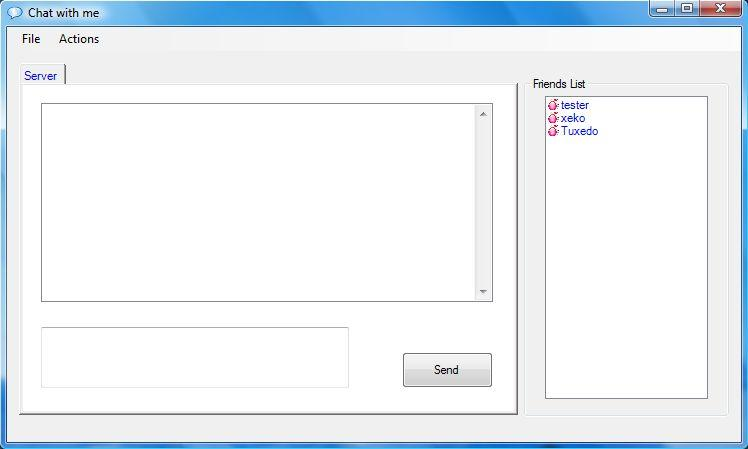 Chat with me
File Actions
Server
Friends List
tester
xeko
Tuxedo
Send